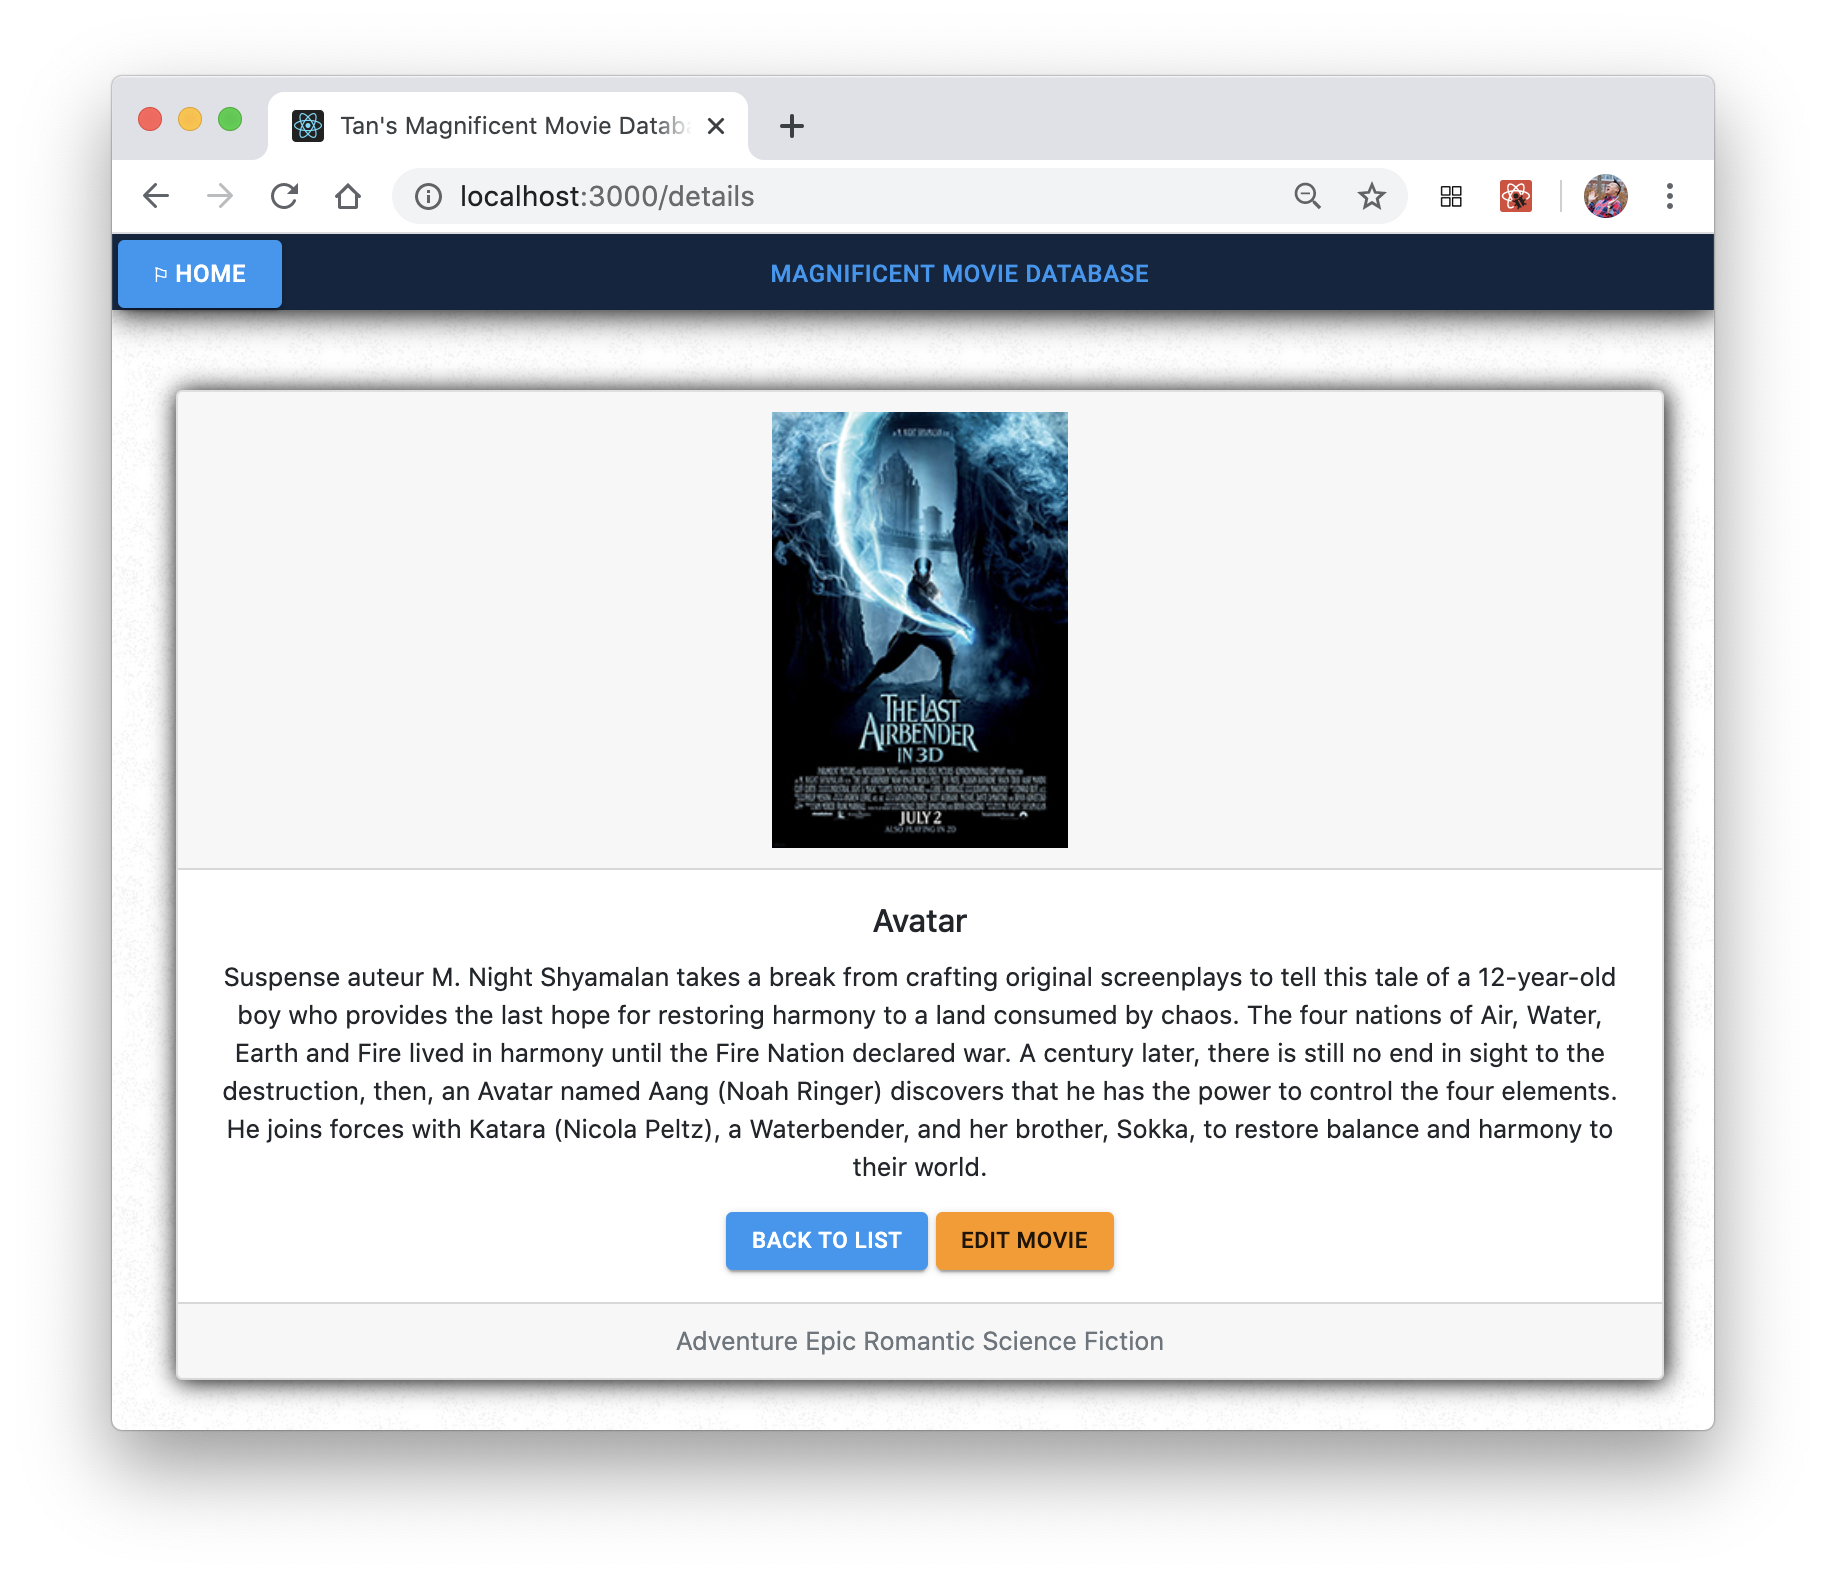 Tan's Magnificent Movie Datab
localhost:3000/details
⚐ HOME
MAGNIFICENT MOVIE DATABASE
M. NIGHT SHYAMALAN
THE LAST
AIRBENDER
IN 3D
JULY 2
ALSO PLAYING IN 2D
Avatar
Suspense auteur M. Night Shyamalan takes a break from crafting original screenplays to tell this tale of a 12-year-old
boy who provides the last hope for restoring harmony to a land consumed by chaos. The four nations of Air, Water,
Earth and Fire lived in harmony until the Fire Nation declared war. A century later, there is still no end in sight to the
destruction, then, an Avatar named Aang (Noah Ringer) discovers that he has the power to control the four elements.
He joins forces with Katara (Nicola Peltz), a Waterbender, and her brother, Sokka, to restore balance and harmony to
their world.
BACK TO LIST
EDIT MOVIE
Adventure Epic Romantic Science Fiction